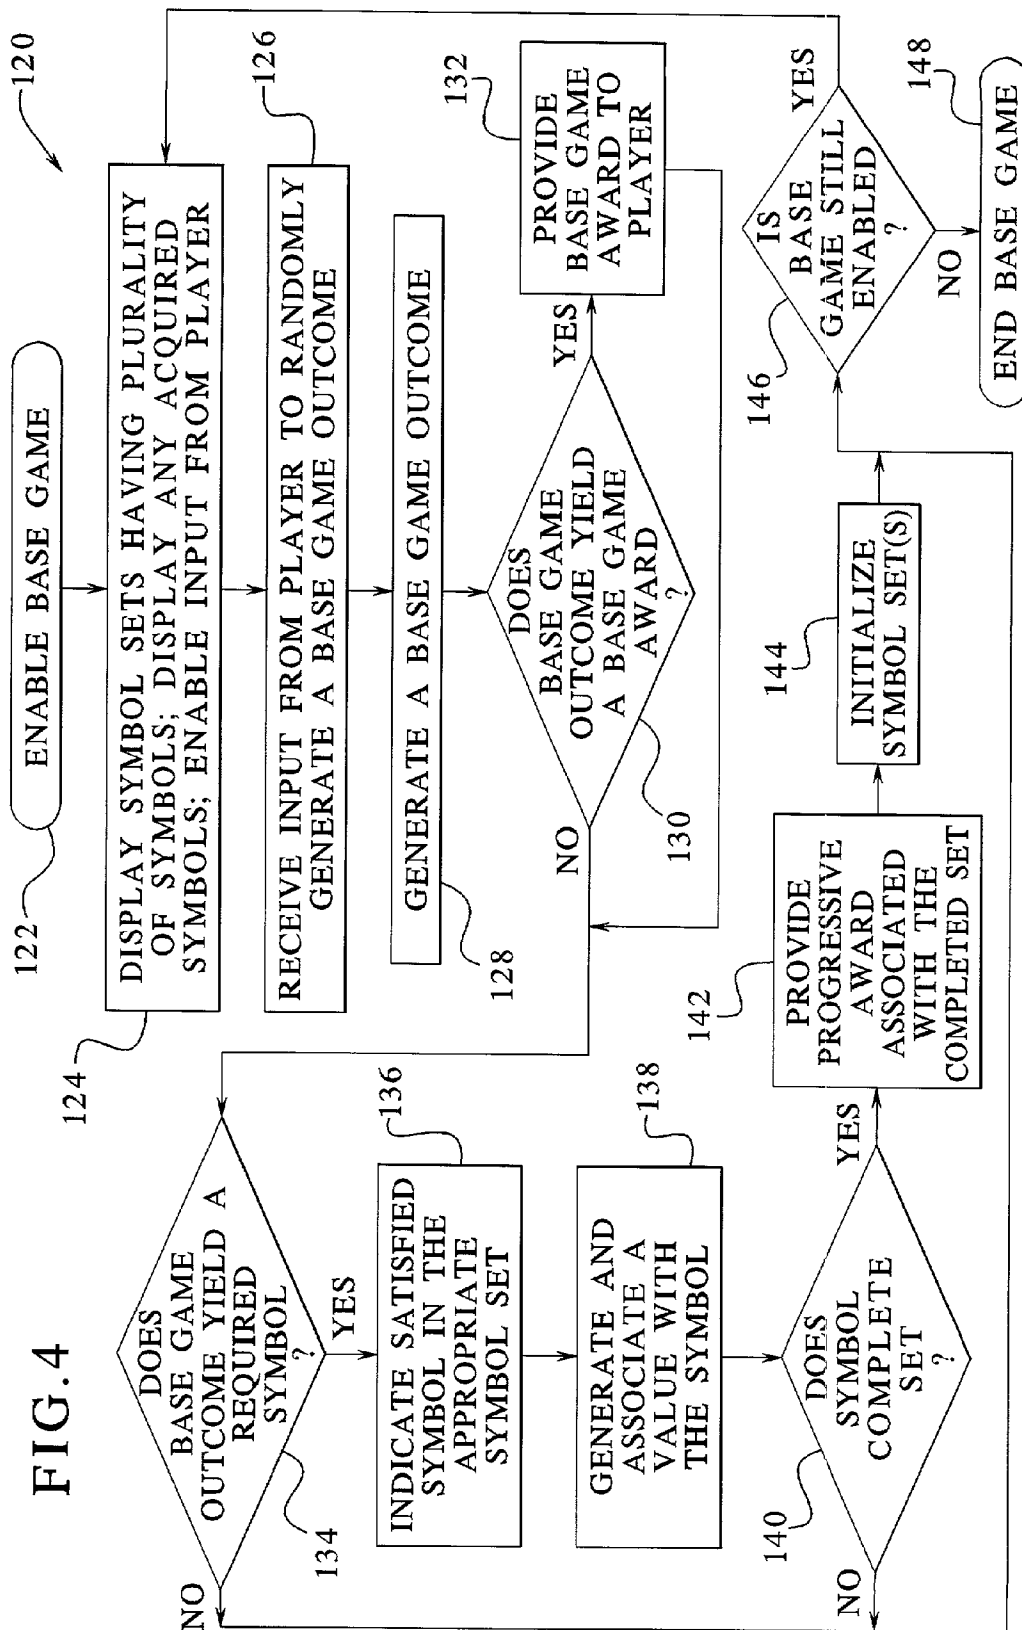 FIG.4
120
122
ENABLE BASE GAME
124
DISPLAY SYMBOL SETS HAVING PLURALITY
OF SYMBOLS; DISPLAY ANY ACQUIRED
SYMBOLS; ENABLE INPUT FROM PLAYER
126
RECEIVE INPUT FROM PLAYER TO RANDOMLY
GENERATE A BASE GAME OUTCOME
128
GENERATE A BASE GAME OUTCOME
130
DOES
BASE GAME
OUTCOME YIELD
A BASE GAME
AWARD
?
YES
NO
132
PROVIDE
BASE GAME
AWARD TO
PLAYER
134
DOES
BASE GAME
OUTCOME YIELD A
REQUIRED
SYMBOL
?
NO
YES
136
INDICATE SATISFIED
SYMBOL IN THE
APPROPRIATE
SYMBOL SET
138
GENERATE AND
ASSOCIATE A
VALUE WITH
THE SYMBOL
140
DOES
SYMBOL
COMPLETE
SET
?
NO
YES
142
PROVIDE
PROGRESSIVE
AWARD
ASSOCIATED
WITH THE
COMPLETED SET
144
INITIALIZE
SYMBOL SET(S)
146
IS
BASE
GAME STILL
ENABLED
?
YES
NO
148
END BASE GAME